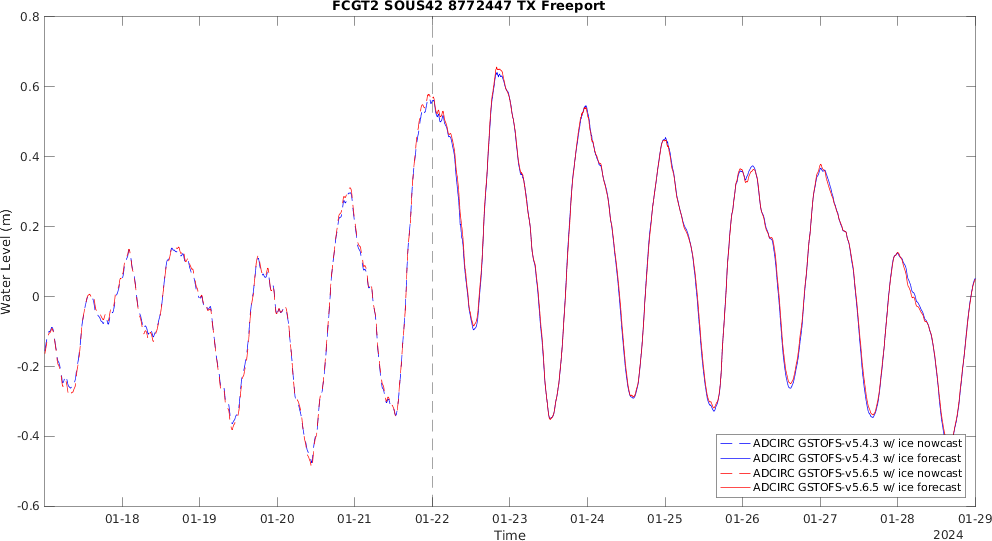 FCGT2 SOUS42 8772447 TX Freeport
0.8
0.6
0.4
0.2
0
-0.2
-0.4
-0.6
Water Level (m)
ADCIRC GSTOFS-v5.4.3 w/ ice nowcast
ADCIRC GSTOFS-v5.4.3 w/ ice forecast
ADCIRC GSTOFS-v5.6.5 w/ ice nowcast
ADCIRC GSTOFS-v5.6.5 w/ ice forecast
01-18 01-19 01-20 01-21 01-22 01-23 01-24 01-25 01-26 01-27 01-28 01-29
Time
2024